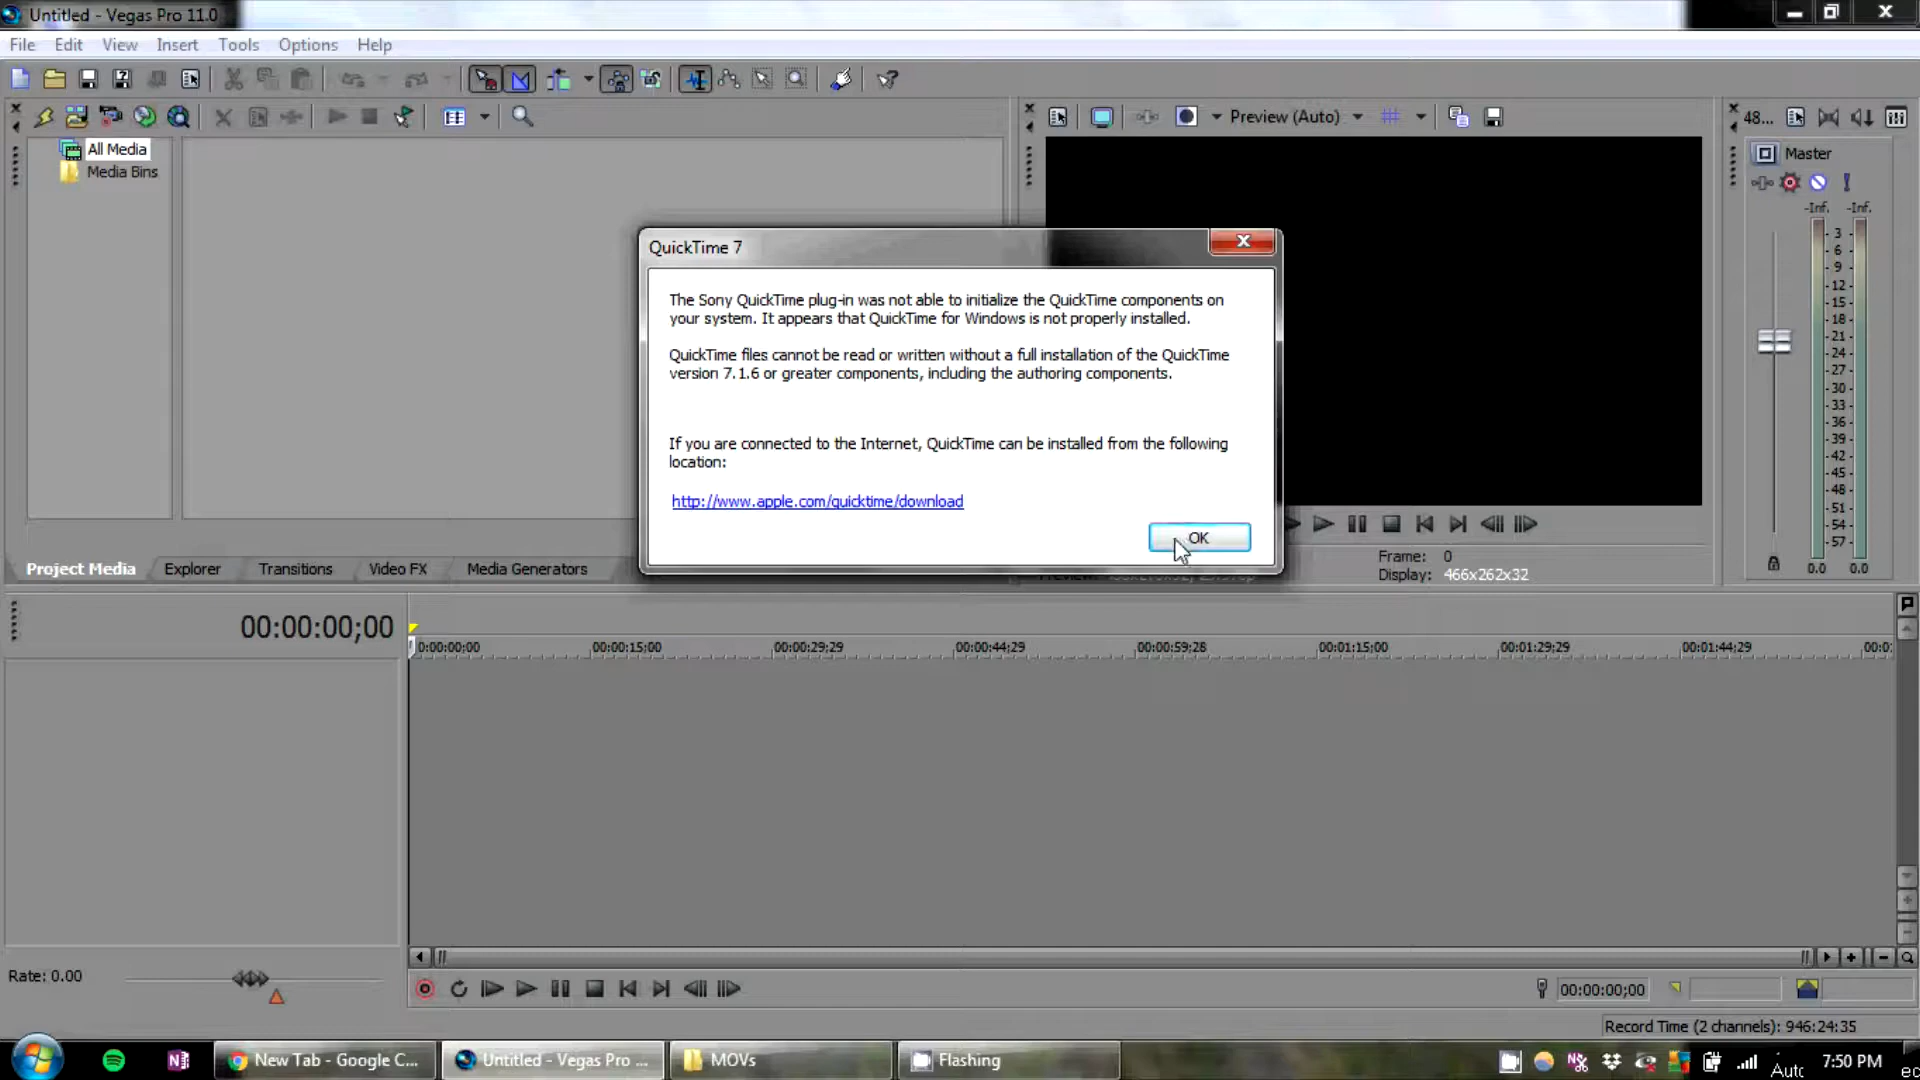 Untitled - Vegas Pro 11.0
File Edit View Insert Tools Options Help
Preview (Auto)
48...
All Media
Media Bins
Master
-Inf. -Inf.
3
6
9
12
15
18
21
24
27
30
33
36
39
42
45
48
51
54
57
0.0 0.0
QuickTime 7
The Sony QuickTime plug-in was not able to initialize the QuickTime components on
your system. It appears that QuickTime for Windows is not properly installed.
QuickTime files cannot be read or written without a full installation of the QuickTime
version 7.1.6 or greater components, including the authoring components.
If you are connected to the Internet, QuickTime can be installed from the following
location:
http://www.apple.com/quicktime/download
OK
Frame: 0
Display: 466x262x32
Project Media Explorer Transitions Video FX Media Generators
00:00:00;00
0:00:00;00 00:00:15;00 00:00:29;29 00:00:44;29 00:00:59;28 00:01:15;00 00:01:29;29 00:01:44;29 00:0
Rate: 0.00
00:00:00;00
Record Time (2 channels): 946:24:35
New Tab - Google C... Untitled - Vegas Pro ... MOVs Flashing
7:50 PM